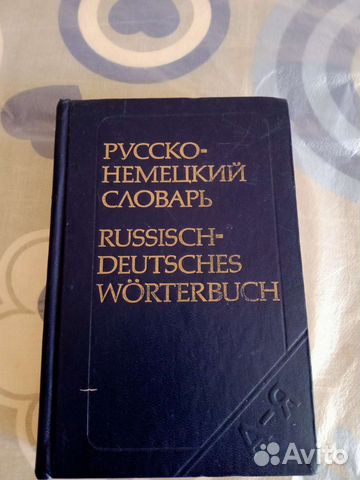 РУССКО-
НЕМЕЦКИЙ
СЛОВАРЬ
RUSSISCH-
DEUTSCHES
WÖRTERBUCH
А-Я
Avito